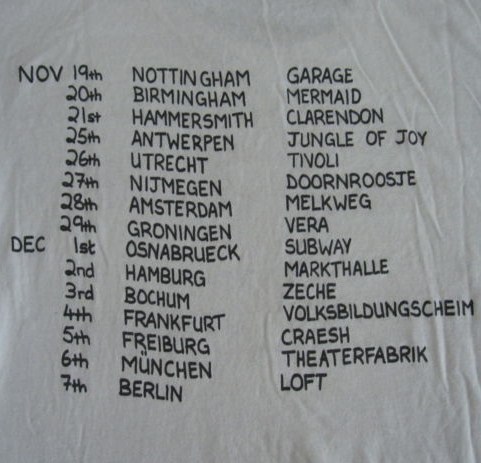 NOV 19th NOTTINGHAM GARAGE
20th BIRMINGHAM MERMAID
21st HAMMERSMITH CLARENDON
25th ANTWERPEN JUNGLE OF JOY
26th UTRECHT TIVOLI
27th NIJMEGEN DOORNROOSJE
28th AMSTERDAM MELKWEG
29th GRONINGEN VERA
DEC 1st OSNABRUECK SUBWAY
2nd HAMBURG MARKTHALLE
3rd BOCHUM ZECHE
4th FRANKFURT VOLKSBILDUNGSCHEIM
5th FREIBURG CRAESH
6th MÜNCHEN THEATERFABRIK
7th BERLIN LOFT